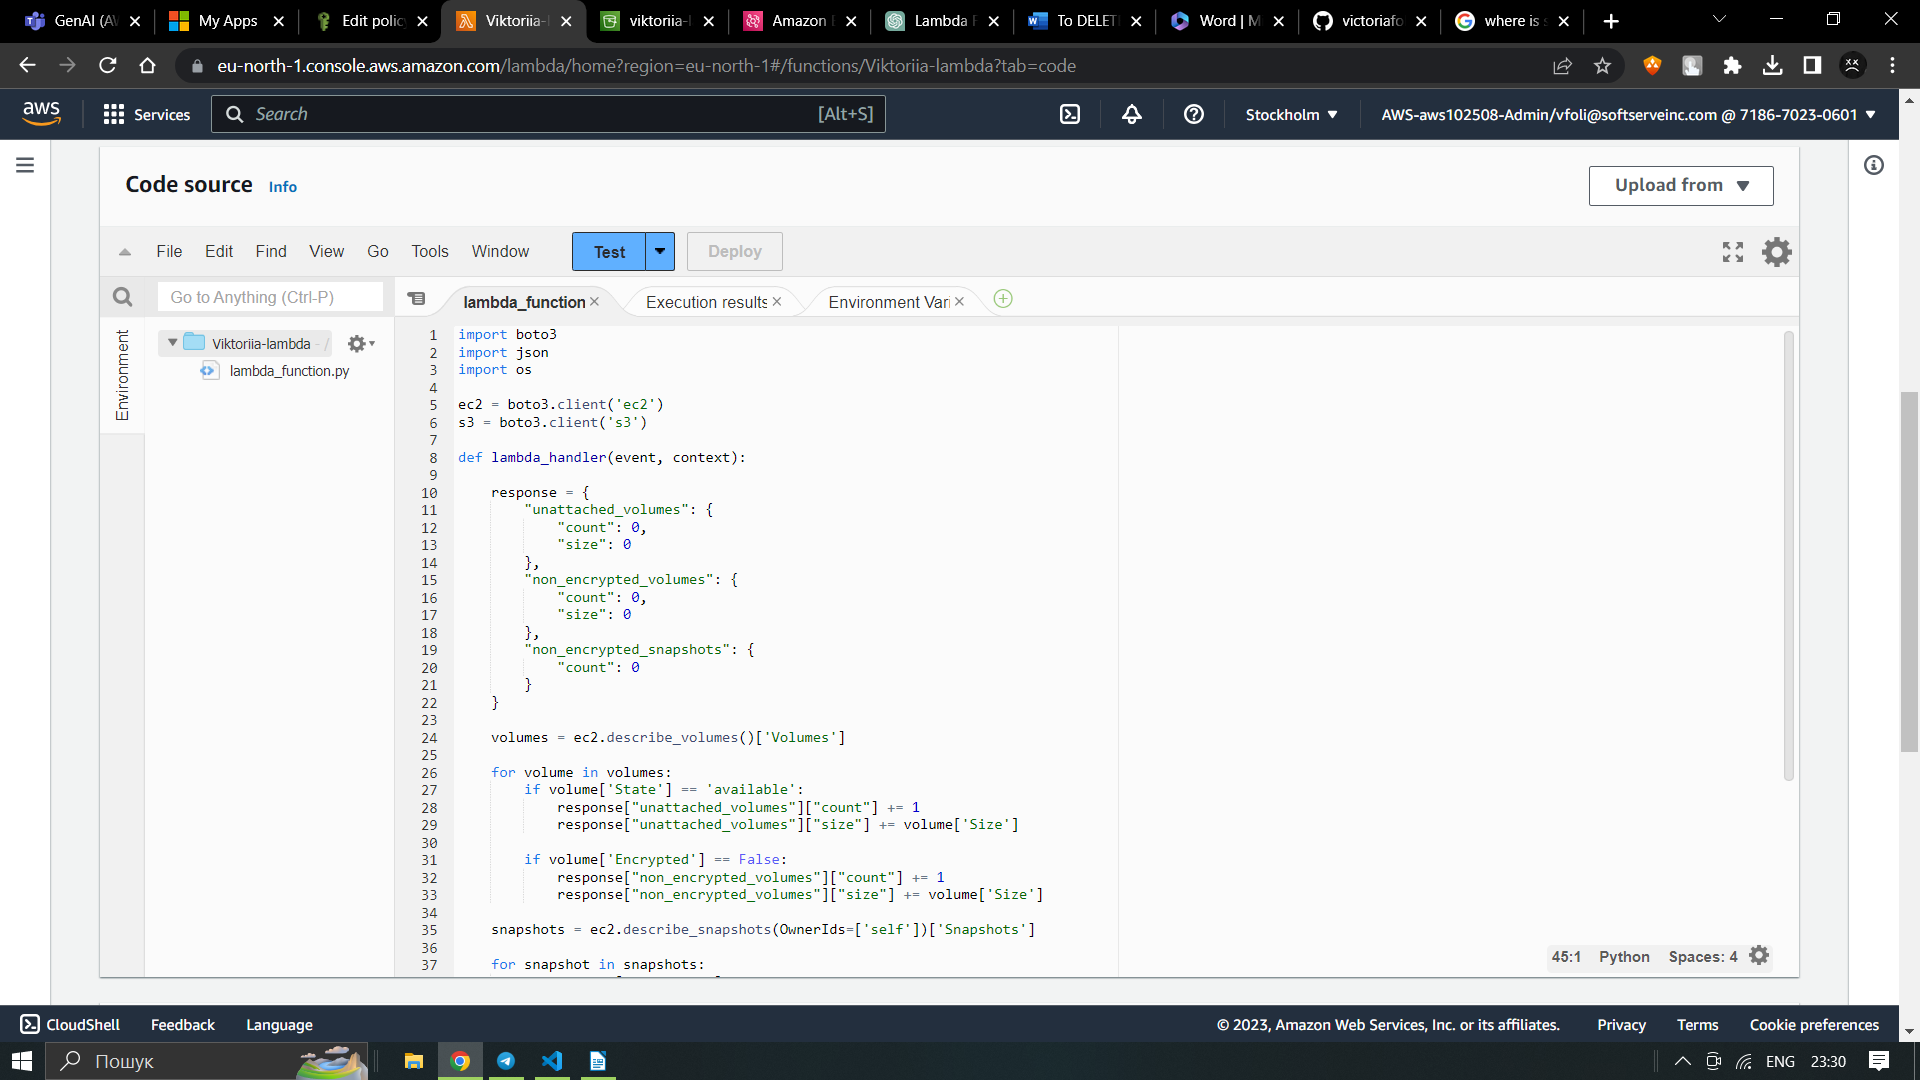 GenAI (AW
My Apps
Edit policy
Viktoriia-l
viktoriia-l
Amazon E
Lambda F
To DELETE
Word | M
victoriafo
where is s
eu-north-1.console.aws.amazon.com/lambda/home?region=eu-north-1#/functions/Viktoriia-lambda?tab=code
aws
Services
Search
[Alt+S]
Stockholm
AWS-aws102508-Admin/vfoli@softserveinc.com @ 7186-7023-0601
Code source Info
Upload from
File Edit Find View Go Tools Window
Test
Deploy
Go to Anything (Ctrl-P)
lambda_function
Execution results
Environment Vari
Environment
Viktoriia-lambda - /
lambda_function.py
1 import boto3
2 import json
3 import os
4
5 ec2 = boto3.client('ec2')
6 s3 = boto3.client('s3')
7
8 def lambda_handler(event, context):
9
10 response = {
11 "unattached_volumes": {
12 "count": 0,
13 "size": 0
14 },
15 "non_encrypted_volumes": {
16 "count": 0,
17 "size": 0
18 },
19 "non_encrypted_snapshots": {
20 "count": 0
21 }
22 }
23
24 volumes = ec2.describe_volumes()['Volumes']
25
26 for volume in volumes:
27 if volume['State'] == 'available':
28 response["unattached_volumes"]["count"] += 1
29 response["unattached_volumes"]["size"] += volume['Size']
30
31 if volume['Encrypted'] == False:
32 response["non_encrypted_volumes"]["count"] += 1
33 response["non_encrypted_volumes"]["size"] += volume['Size']
34
35 snapshots = ec2.describe_snapshots(OwnerIds=['self'])['Snapshots']
36
37 for snapshot in snapshots:
45:1 Python Spaces: 4
CloudShell
Feedback
Language
© 2023, Amazon Web Services, Inc. or its affiliates.
Privacy
Terms
Cookie preferences
Пошук
ENG
23:30